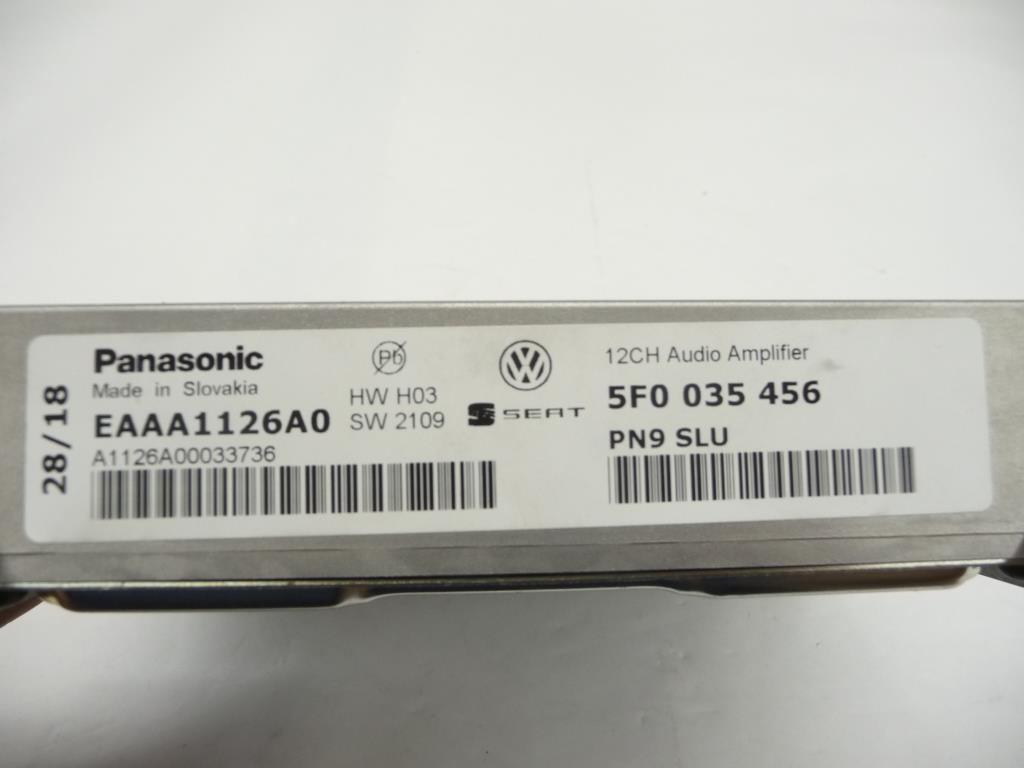 28/18
Panasonic
Made in Slovakia
EAAA1126A0
A1126A00033736
Pb
HW H03
SW 2109
VW
SEAT
12CH Audio Amplifier
5F0 035 456
PN9 SLU